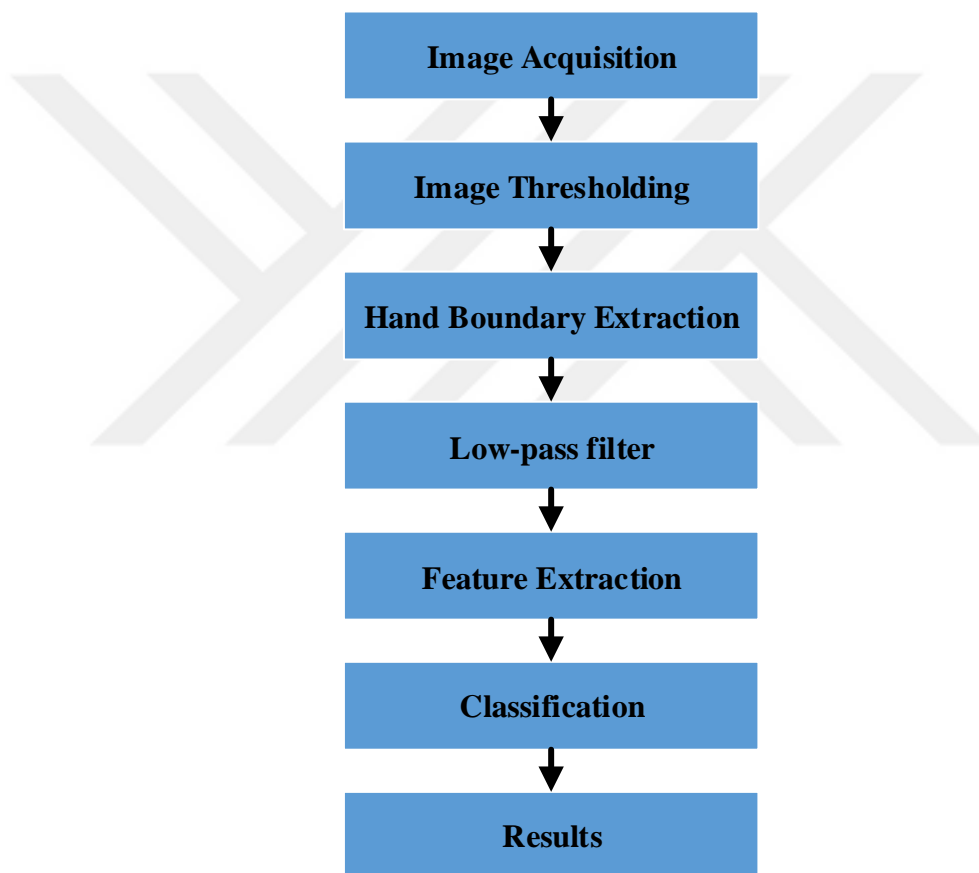 Image Acquisition
Image Thresholding
Hand Boundary Extraction
Low-pass filter
Feature Extraction
Classification
Results